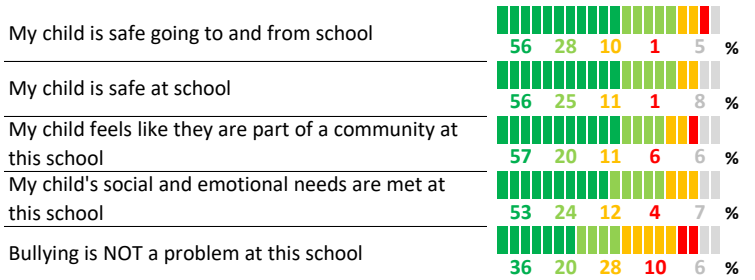 My child is safe going to and from school
56 28 10 1 5 %
My child is safe at school
56 25 11 1 8 %
My child feels like they are part of a community at
this school
57 20 11 6 6 %
My child's social and emotional needs are met at
this school
53 24 12 4 7 %
Bullying is NOT a problem at this school
36 20 28 10 6 %